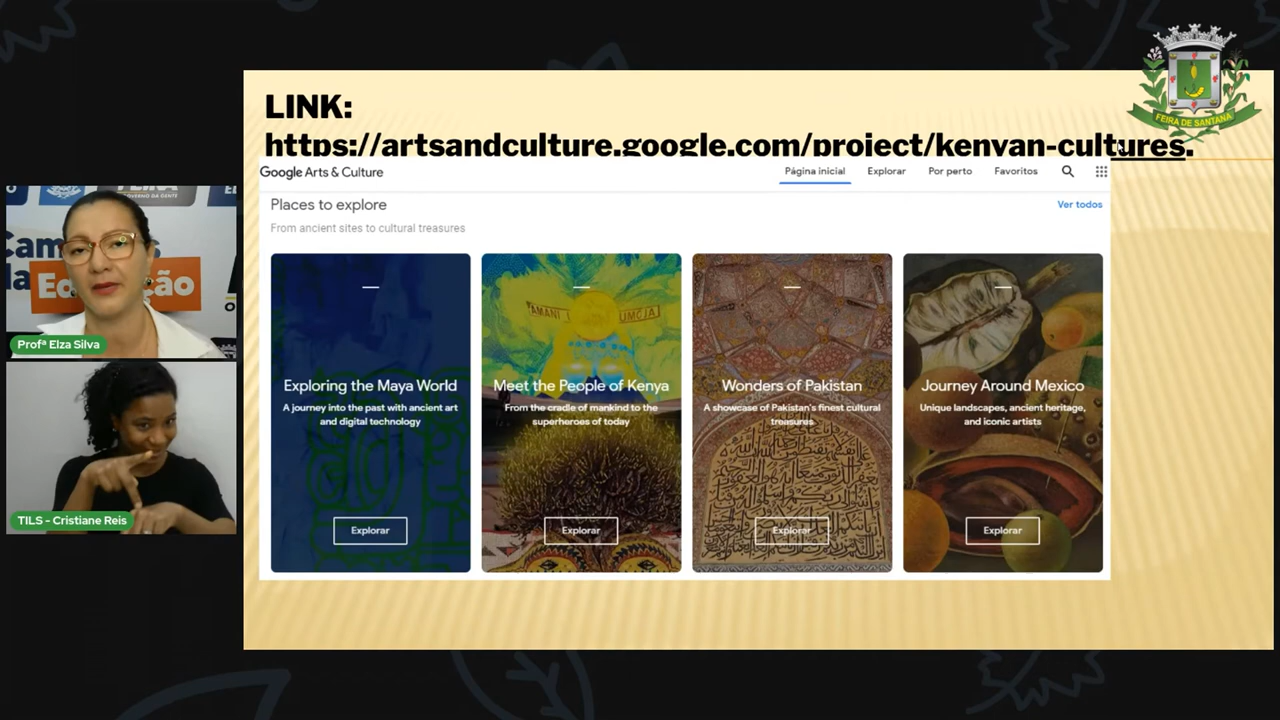 LINK:
https://artsandculture.google.com/project/kenyan-cultures.
FEIRA DE SANTANA
Google Arts & Culture
Página inicial
Explorar
Por perto
Favoritos
Places to explore
Ver todos
From ancient sites to cultural treasures
Exploring the Maya World
A journey into the past with ancient art
and digital technology
Explorar
AMANI
UMOJA
Meet the People of Kenya
From the cradle of mankind to the
superheroes of today
Explorar
Wonders of Pakistan
A showcase of Pakistan's finest cultural
treasures
Explorar
Journey Around Mexico
Unique landscapes, ancient heritage,
and iconic artists
Explorar
GOVERNO DA GENTE
Profª Elza Silva
TILS - Cristiane Reis